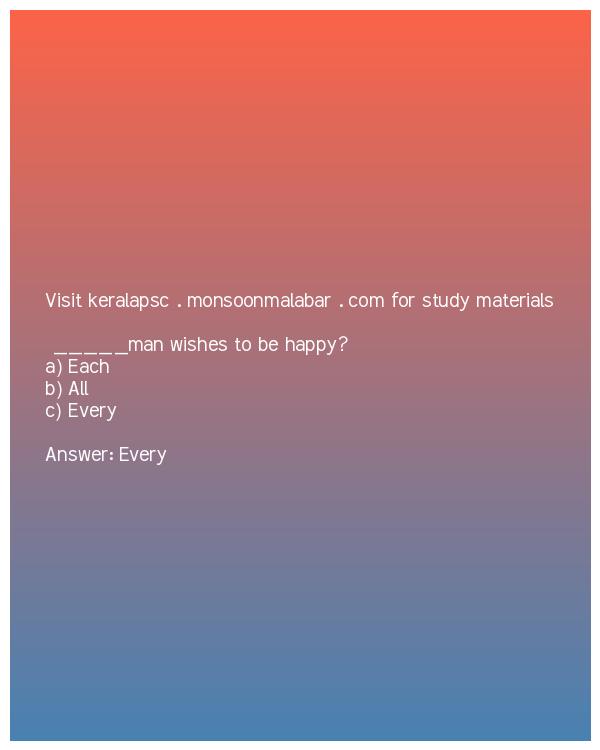 Visit keralapsc . monsoonmalabar . com for study materials
_____man wishes to be happy?
a) Each
b) All
c) Every
Answer: Every